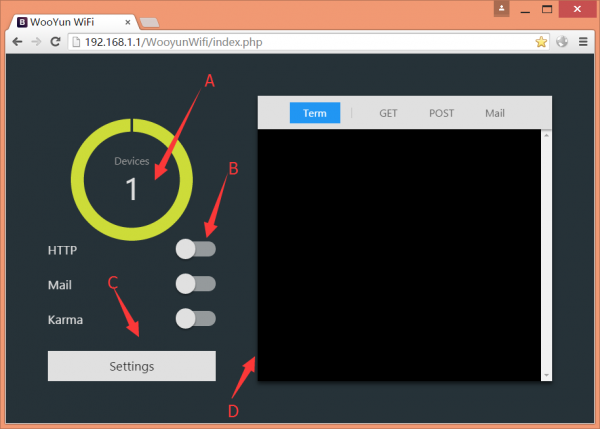 WooYun WiFi
192.168.1.1/WooyunWifi/index.php
A
Term GET POST Mail
Devices
1
B
HTTP
Mail
C
Karma
Settings
D